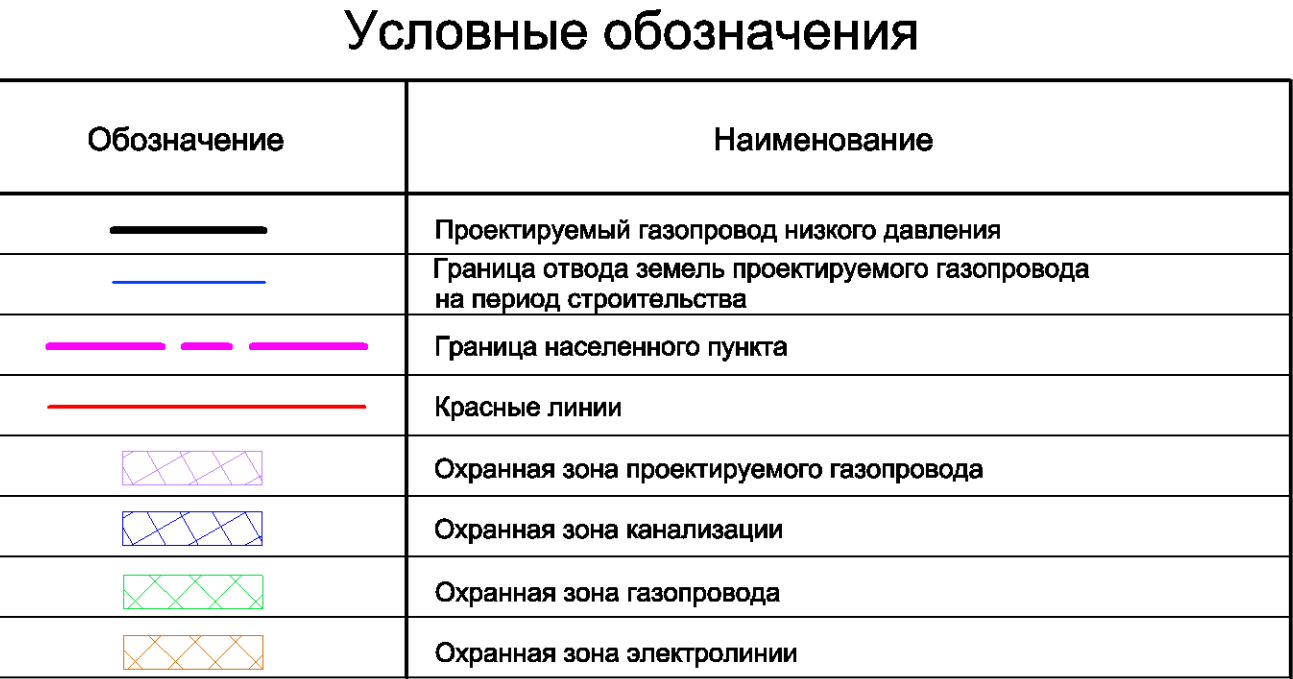 Условные обозначения
Обозначение
Наименование
Проектируемый газопровод низкого давления
Граница отвода земель проектируемого газопровода
на период строительства
Граница населенного пункта
Красные линии
Охранная зона проектируемого газопровода
Охранная зона канализации
Охранная зона газопровода
Охранная зона электролинии